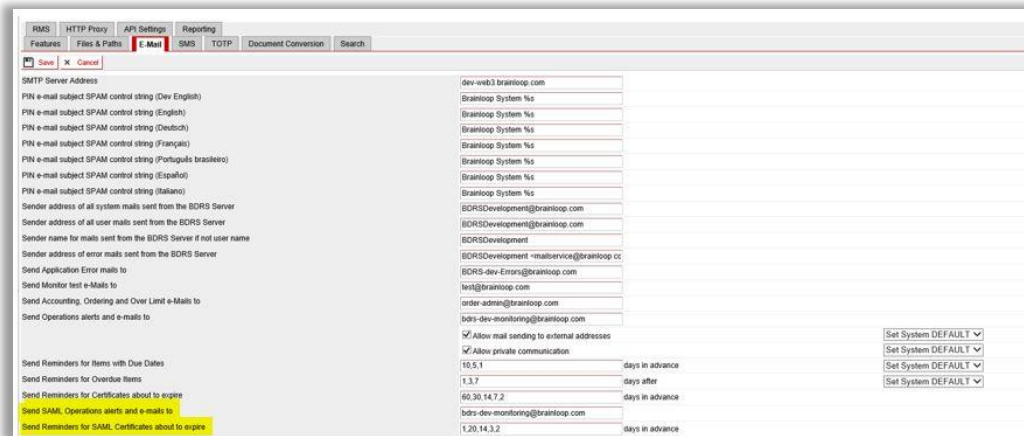 RMS HTTP Proxy API Settings Reporting
Features Files & Paths E-Mail SMS TOTP Document Conversion Search
Save X Cancel
SMTP Server Address dev-web3.brainloop.com
PIN e-mail subject SPAM control string (Dev English) Brainloop System %s
PIN e-mail subject SPAM control string (English) Brainloop System %s
PIN e-mail subject SPAM control string (Deutsch) Brainloop System %s
PIN e-mail subject SPAM control string (Français) Brainloop System %s
PIN e-mail subject SPAM control string (Português brasileiro) Brainloop System %s
PIN e-mail subject SPAM control string (Español) Brainloop System %s
PIN e-mail subject SPAM control string (Italiano) Brainloop System %s
Sender address of all system mails sent from the BDRS Server BDRSDevelopment@brainloop.com
Sender address of all user mails sent from the BDRS Server BDRSDevelopment@brainloop.com
Sender name for mails sent from the BDRS Server if not user name BDRSDevelopment
Sender address of error mails sent from the BDRS Server BDRSDevelopment <mailservice@brainloop.cc
Send Application Error mails to BDRS-dev-Errors@brainloop.com
Send Monitor test e-Mails to test@brainloop.com
Send Accounting, Ordering and Over Limit e-Mails to order-admin@brainloop.com
Send Operations alerts and e-mails to bdrs-dev-monitoring@brainloop.com
Allow mail sending to external addresses Set System DEFAULT
Allow private communication Set System DEFAULT
Send Reminders for Items with Due Dates 10,5,1 days in advance
Send Reminders for Overdue Items 1,3,7 days after Set System DEFAULT
Send Reminders for Certificates about to expire 60,30,14,7,2 days in advance
Send SAML Operations alerts and e-mails to bdrs-dev-monitoring@brainloop.com
Send Reminders for SAML Certificates about to expire 1,20,14,3,2 days in advance